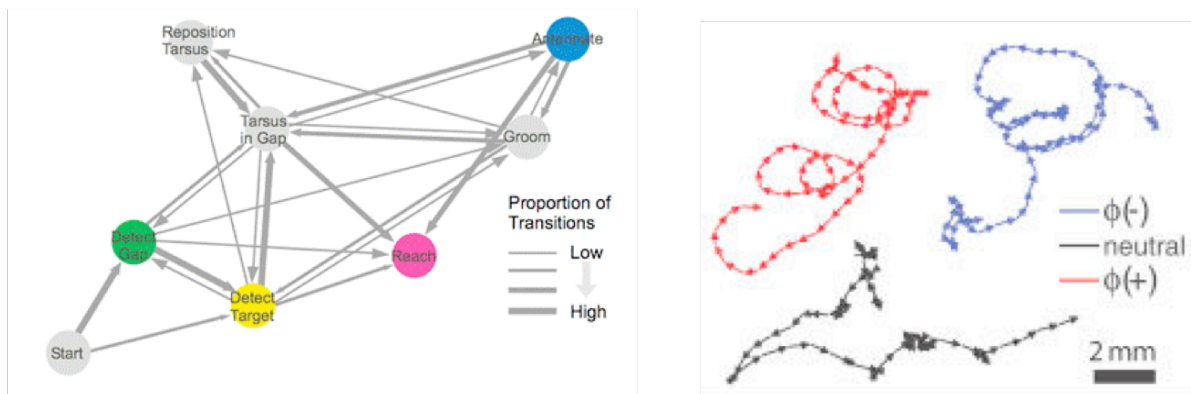 Reposition
Tarsus
Antennate
Tarsus
in Gap
Groom
Proportion of
Transitions
Low
High
Detect
Gap
Reach
Detect
Target
Start
ϕ(-)
neutral
ϕ(+)
2 mm